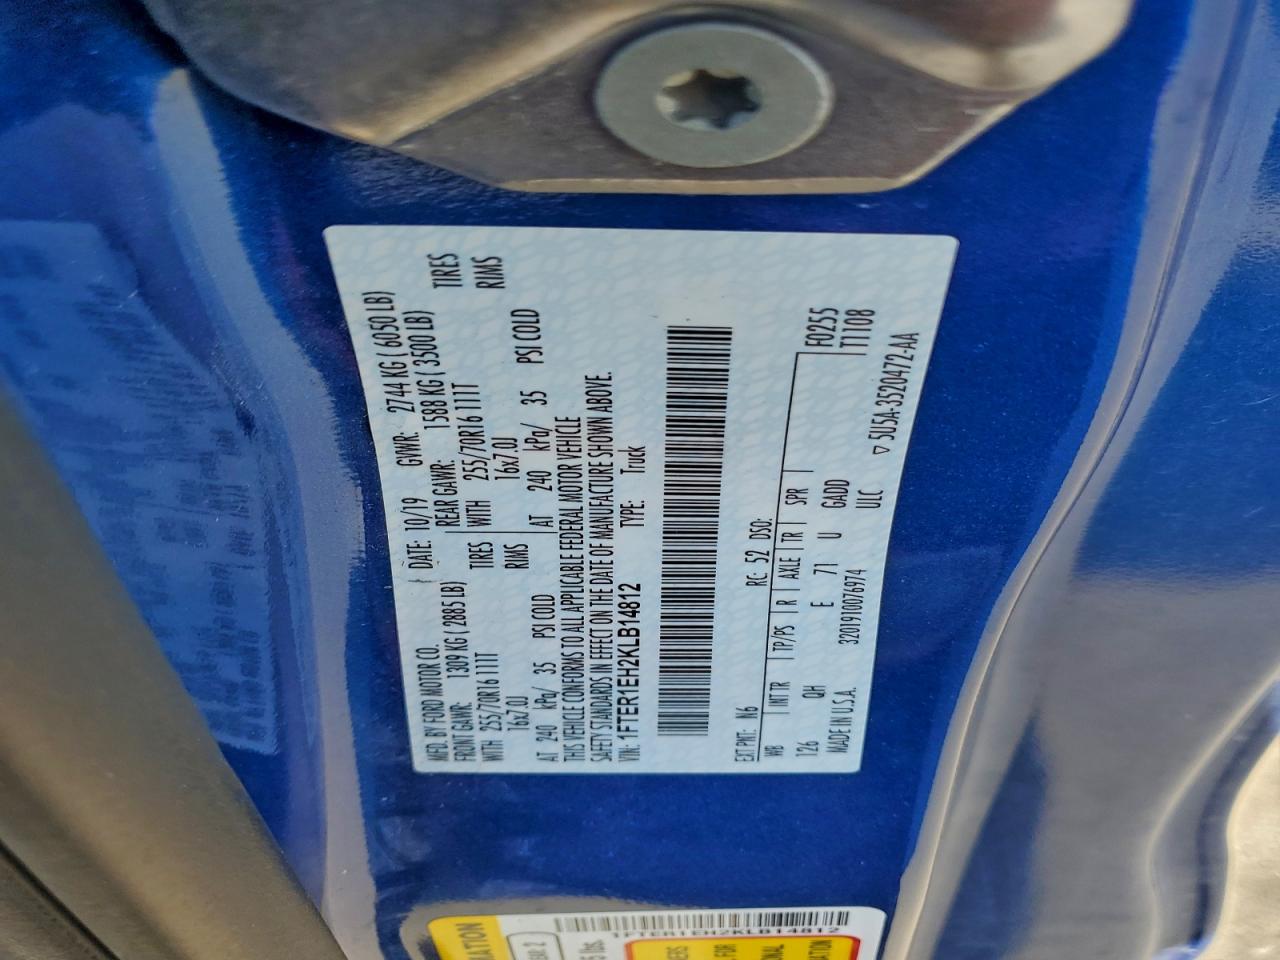 MFD. BY FORD MOTOR CO. DATE: 10/19 GVWR: 2744 KG ( 6050 LB)
FRONT GAWR: 1309 KG ( 2885 LB) REAR GAWR: 1588 KG ( 3500 LB)
WITH 255/70R16 111T TIRES WITH 255/70R16 111T TIRES
16x7.0J RIMS 16x7.0J RIMS
AT 240 kPa/ 35 PSI COLD AT 240 kPa/ 35 PSI COLD
THIS VEHICLE CONFORMS TO ALL APPLICABLE FEDERAL MOTOR VEHICLE
SAFETY STANDARDS IN EFFECT ON THE DATE OF MANUFACTURE SHOWN ABOVE.
VIN: 1FTER1EH2KLB14812 TYPE: Truck
EXT PNT: N6 RC: 52 DSO:
WB INT TR TP/PS R AXLE TR SPR F0255
126 QH E 71 U GADD T1108
MADE IN U.S.A. 3201910076974 ULC
▽ 5U5A-3520472-AA
1FTER1EH2KLB14812